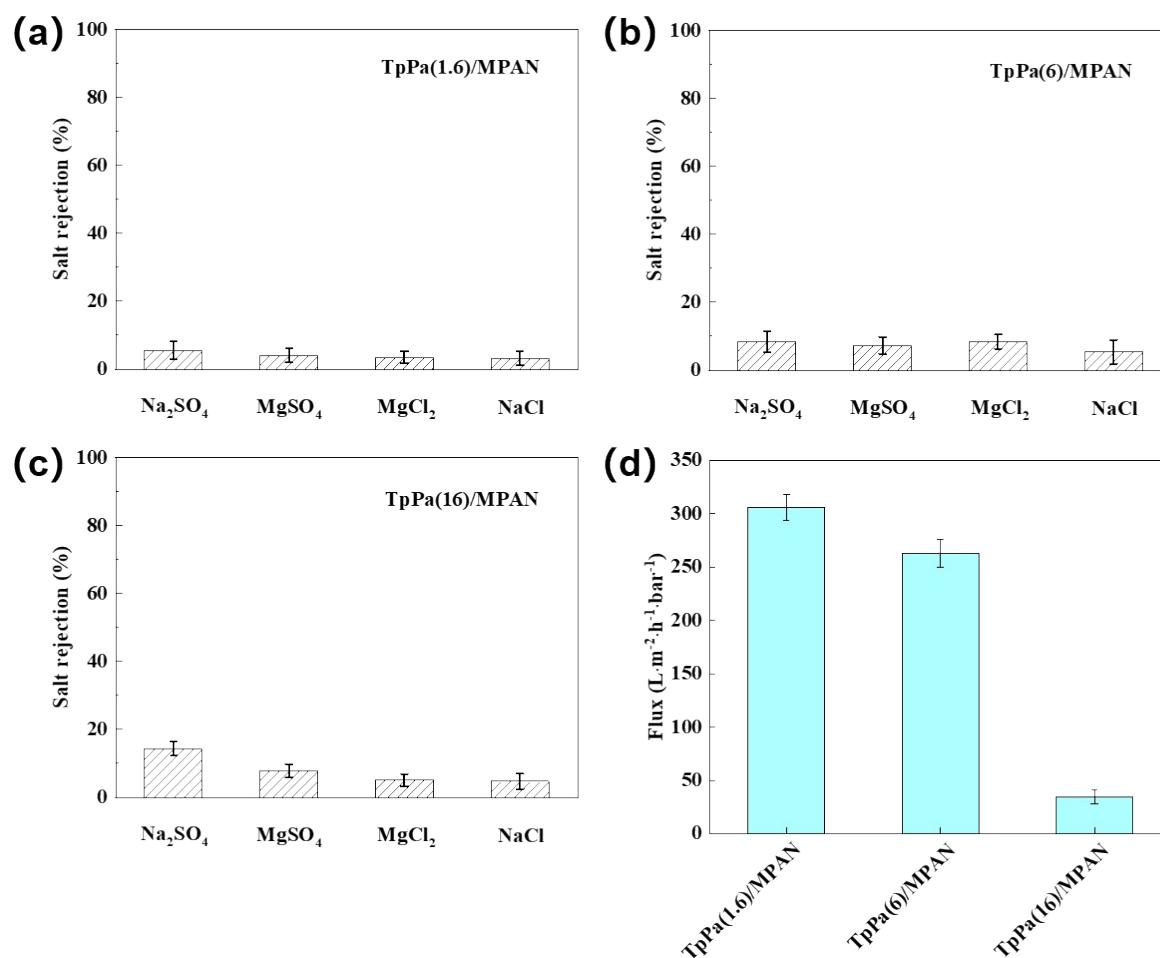 (a)
TpPa(1.6)/MPAN
Salt rejection (%)
100
80
60
40
20
0
Na₂SO₄ MgSO₄ MgCl₂ NaCl
(b)
TpPa(6)/MPAN
Salt rejection (%)
100
80
60
40
20
0
Na₂SO₄ MgSO₄ MgCl₂ NaCl
(c)
TpPa(16)/MPAN
Salt rejection (%)
100
80
60
40
20
0
Na₂SO₄ MgSO₄ MgCl₂ NaCl
(d)
Flux (L·m⁻²·h⁻¹·bar⁻¹)
350
300
250
200
150
100
50
0
TpPa(1.6)/MPAN
TpPa(6)/MPAN
TpPa(16)/MPAN